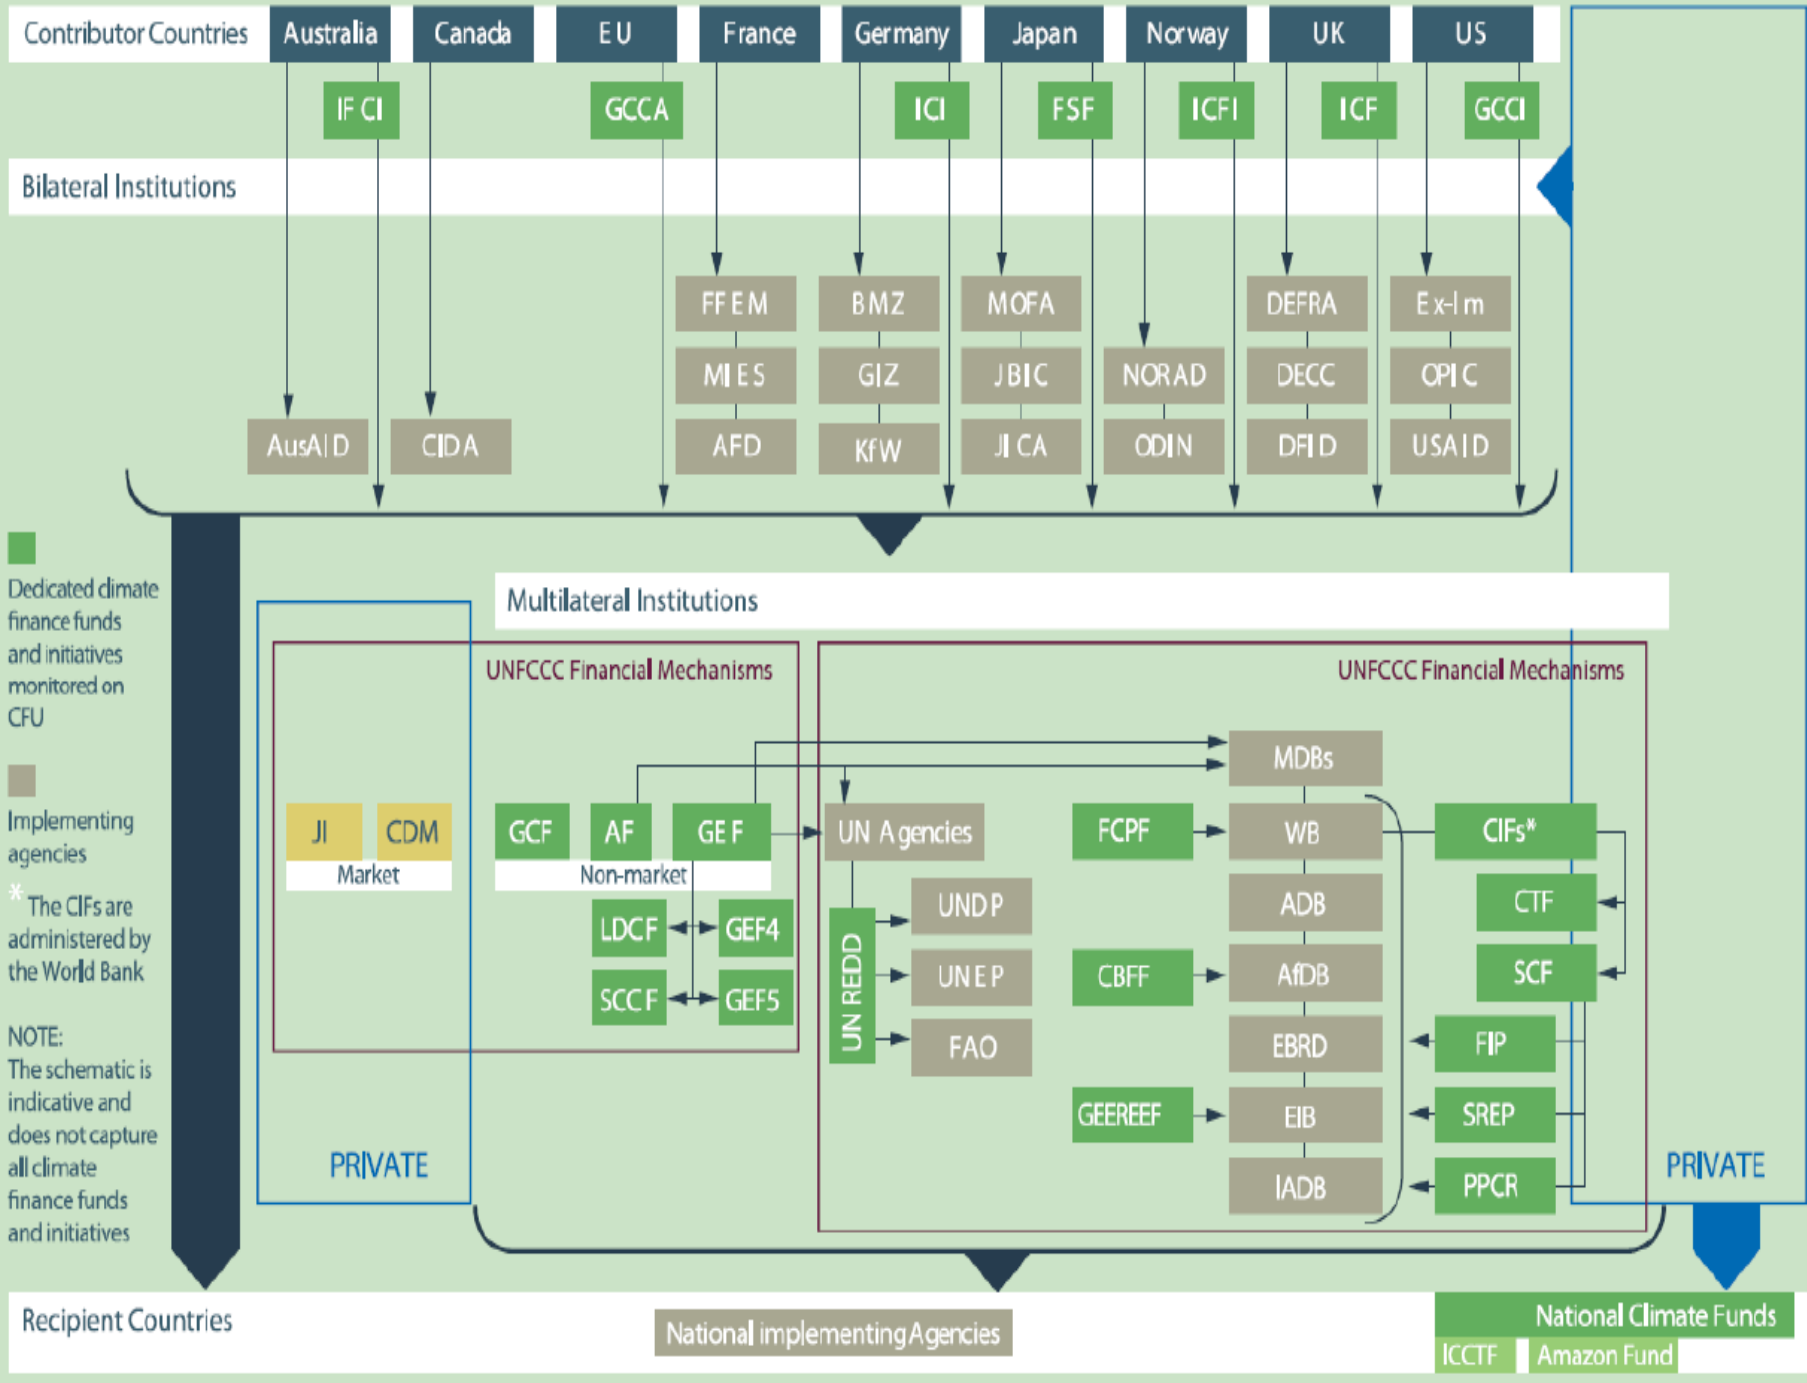 Contributor Countries
Australia
Canada
EU
France
Germany
Japan
Norway
UK
US
IFCI
GCCA
ICI
FSF
ICFI
ICF
GCCI
Bilateral Institutions
FFEM
BMZ
MOFA
DEFRA
Ex-Im
MIES
GIZ
JBIC
NORAD
DECC
OPIC
AusAID
CIDA
AFD
KfW
JICA
ODIN
DFID
USAID
Dedicated climate
finance funds
and initiatives
monitored on
CFU
Implementing
agencies
* The CIFs are
administered by
the World Bank
NOTE:
The schematic is
indicative and
does not capture
all climate
finance funds
and initiatives
Multilateral Institutions
UNFCCC Financial Mechanisms
UNFCCC Financial Mechanisms
MDBs
JI
CDM
Market
GCF
AF
GEF
Non-market
LDCF
GEF4
SCCF
GEF5
UN Agencies
UN REDD
UNDP
UNEP
FAO
FCPF
CBFF
GEEREEF
WB
ADB
AfDB
EBRD
EIB
IADB
CIFs*
CTF
SCF
FIP
SREP
PPCR
PRIVATE
PRIVATE
Recipient Countries
National implementing Agencies
National Climate Funds
ICCTF
Amazon Fund